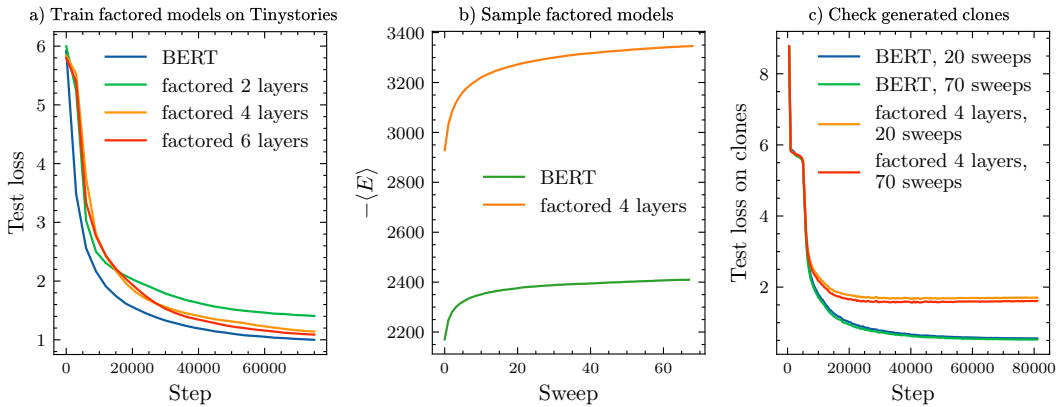 a) Train factored models on Tinystories
6
5
4
3
2
1
Test loss
0
20000
40000
60000
Step
BERT
factored 2 layers
factored 4 layers
factored 6 layers
b) Sample factored models
3400
3200
3000
2800
2600
2400
2200
−⟨E⟩
0
20
40
60
Sweep
BERT
factored 4 layers
c) Check generated clones
8
6
4
2
Test loss on clones
0
20000
40000
60000
80000
Step
BERT, 20 sweeps
BERT, 70 sweeps
factored 4 layers,
20 sweeps
factored 4 layers,
70 sweeps